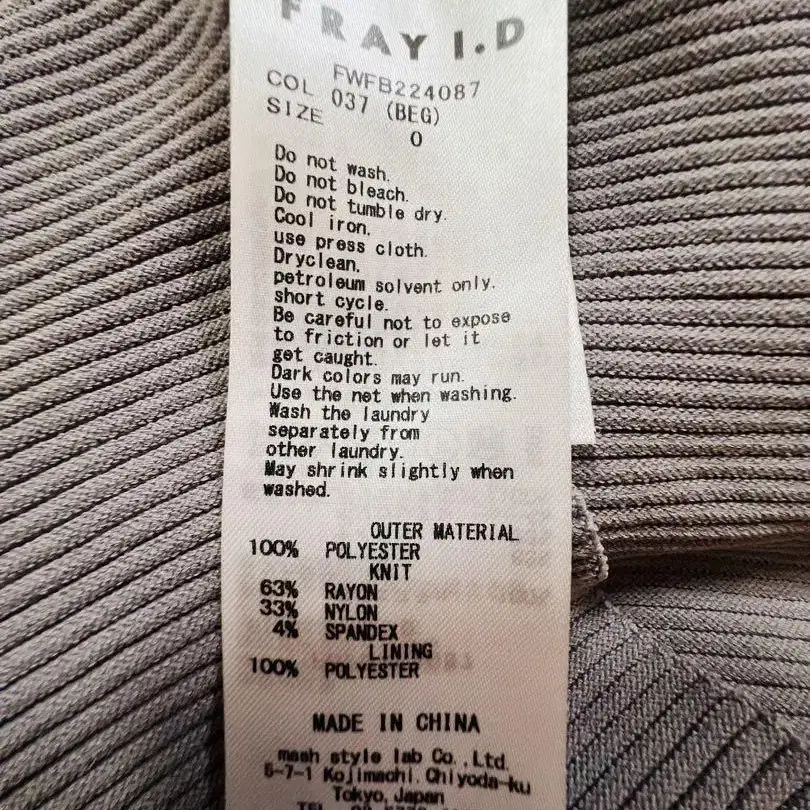 FRAY I.D
FWFB224087
COL 037 (BEG)
SIZE 0
Do not wash.
Do not bleach.
Do not tumble dry.
Cool iron.
use press cloth.
Dryclean.
petroleum solvent only.
short cycle.
Be careful not to expose
to friction or let it
get caught.
Dark colors may run.
Use the net when washing.
Wash the laundry
separately from
other laundry.
May shrink slightly when
washed.
OUTER MATERIAL
100% POLYESTER
KNIT
63% RAYON
33% NYLON
4% SPANDEX
LINING
100% POLYESTER
MADE IN CHINA
mash style lab Co.,Ltd.
5-7-1 Kojimachi, Chiyoda-ku
Tokyo, Japan
TEL